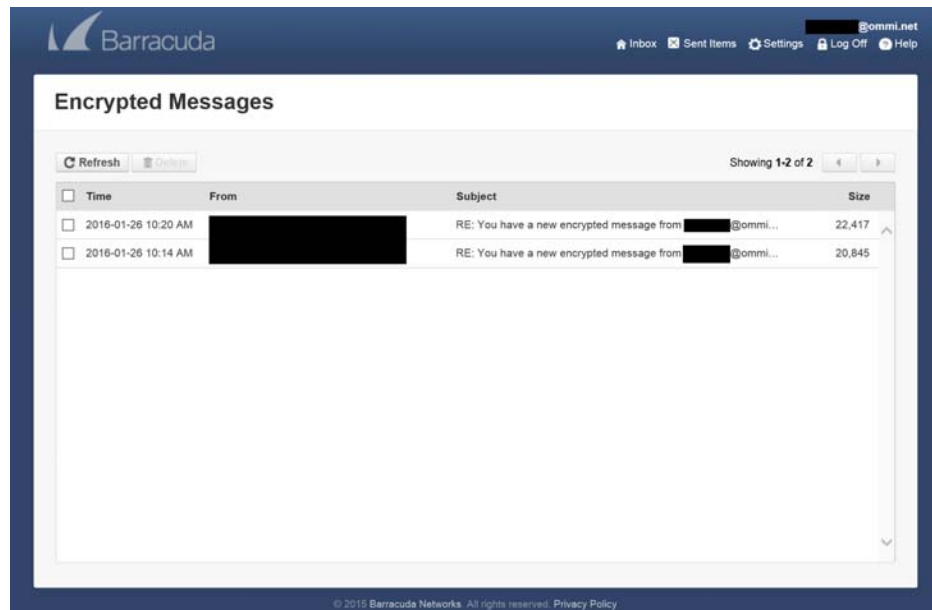 Barracuda
@ommi.net
Inbox Sent Items Settings Log Off Help
Encrypted Messages
Refresh Delete Showing 1-2 of 2
Time From Subject Size
2016-01-26 10:20 AM RE: You have a new encrypted message from @ommi... 22,417
2016-01-26 10:14 AM RE: You have a new encrypted message from @ommi... 20,845
© 2015 Barracuda Networks. All rights reserved. Privacy Policy